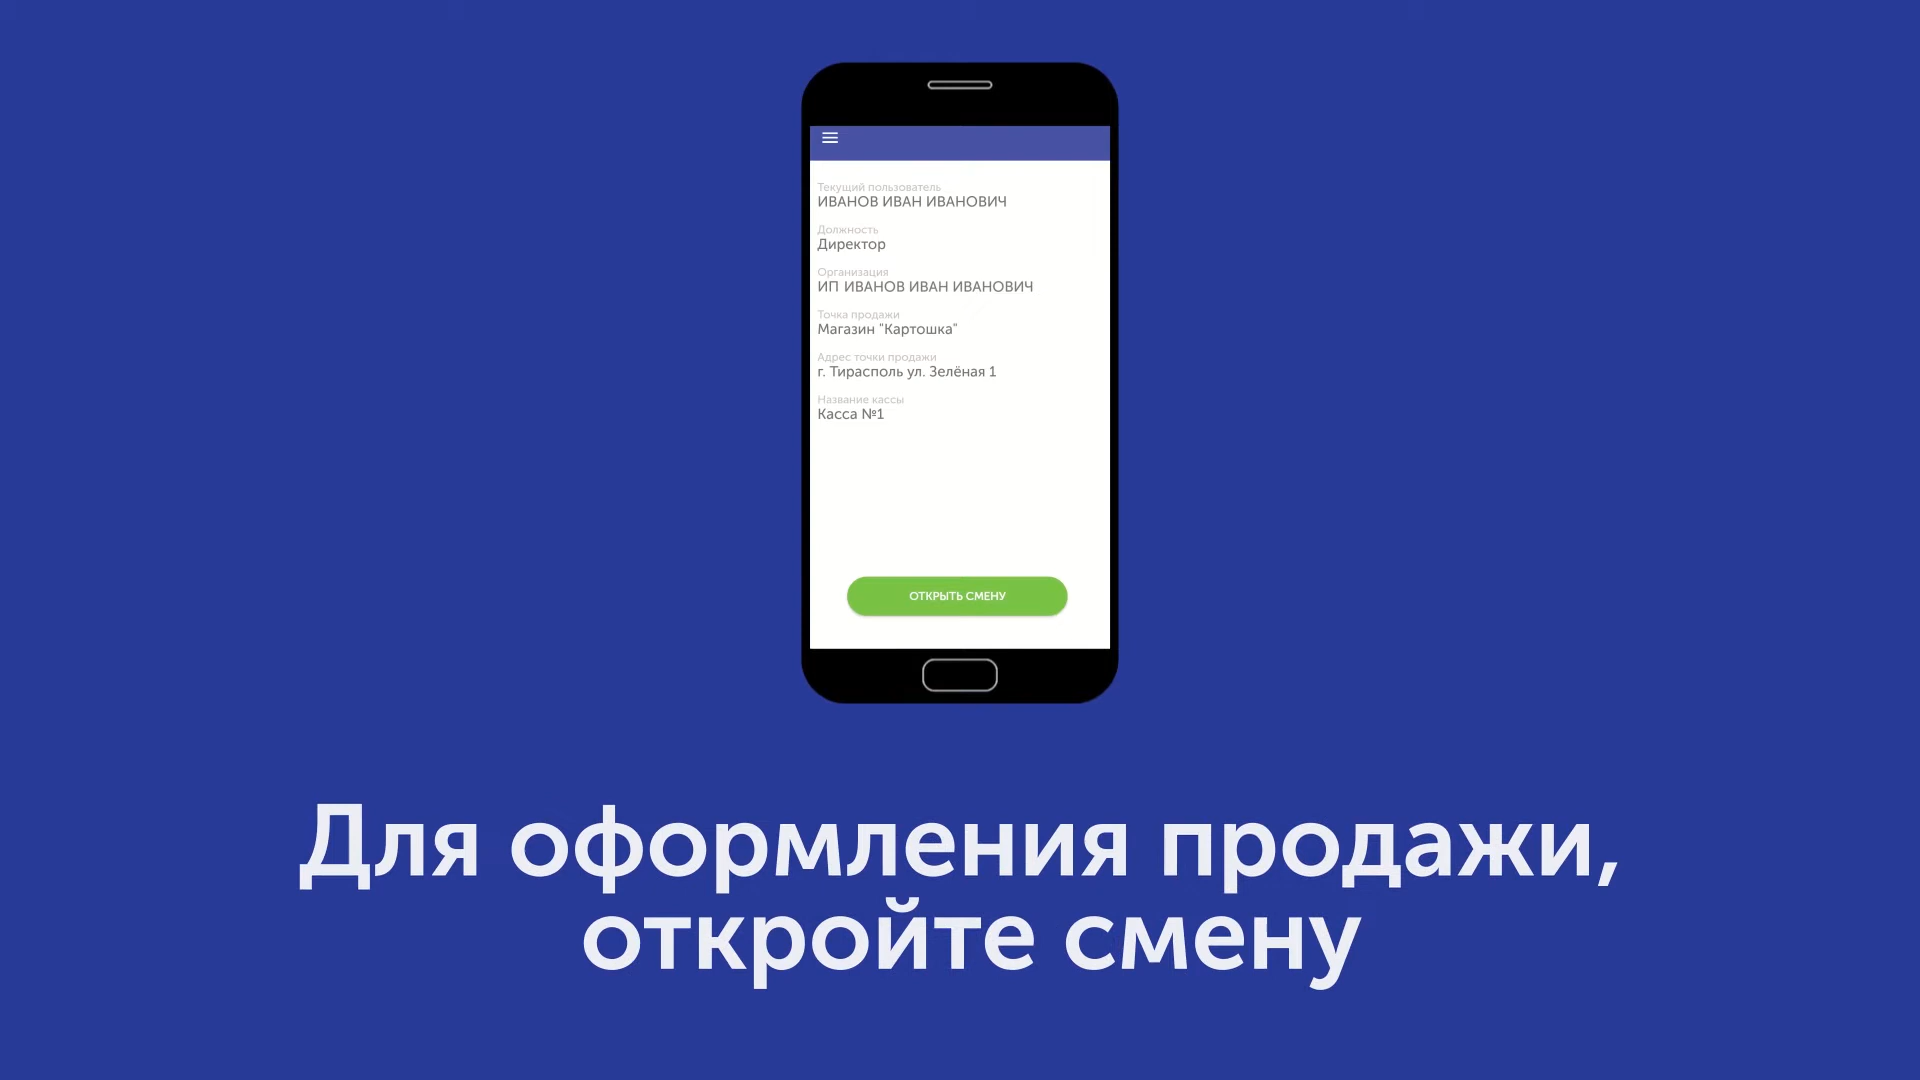 Текущий пользователь
ИВАНОВ ИВАН ИВАНОВИЧ
Должность
Директор
Организация
ИП ИВАНОВ ИВАН ИВАНОВИЧ
Точка продажи
Магазин "Картошка"
Адрес точки продажи
г. Тирасполь ул. Зелёная 1
Название кассы
Касса №1
ОТКРЫТЬ СМЕНУ
Для оформления продажи,
откройте смену